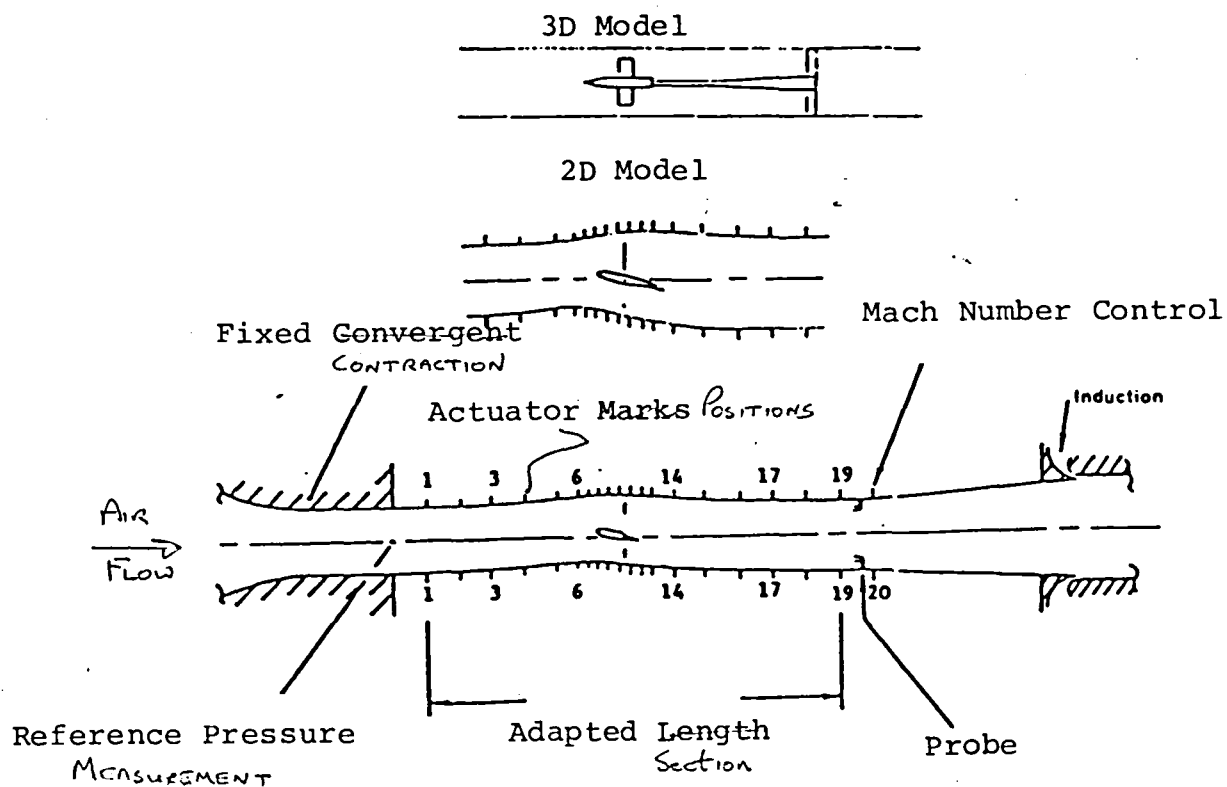 3D Model
2D Model
Mach Number Control
Fixed Convergent
CONTRACTION
Induction
Actuator Marks POSITIONS
1 3 6 14 17 19
AIR
FLOW
1 3 6 14 17 19 20
Reference Pressure
MEASUREMENT
Adapted Length
Section
Probe